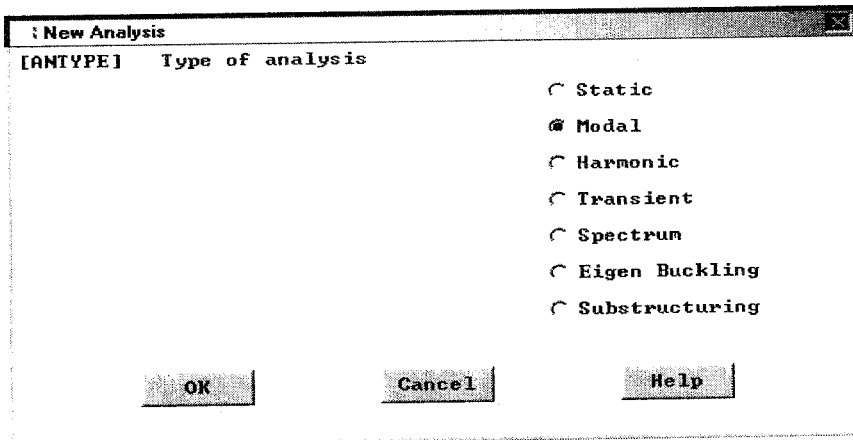 New Analysis
[ANTYPE] Type of analysis
Static
Modal
Harmonic
Transient
Spectrum
Eigen Buckling
Substructuring
OK Cancel Help